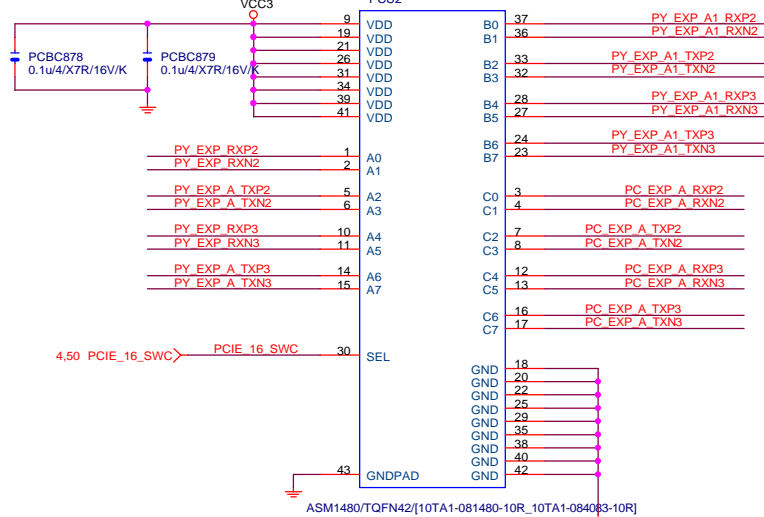 VCC3
9 VDD
19 VDD
21 VDD
26 VDD
31 VDD
34 VDD
39 VDD
41 VDD
PCBC878
0.1u/4/X7R/16V/K
PCBC879
0.1u/4/X7R/16V/K
PY_EXP_RXP2 1 A0
PY_EXP_RXN2 2 A1
PY_EXP_A_TXP2 5 A2
PY_EXP_A_TXN2 6 A3
PY_EXP_RXP3 10 A4
PY_EXP_RXN3 11 A5
PY_EXP_A_TXP3 14 A6
PY_EXP_A_TXN3 15 A7
4,50 PCIE_16_SWC PCIE_16_SWC 30 SEL
43 GNDPAD
B0 37 PY_EXP_A1_RXP2
B1 36 PY_EXP_A1_RXN2
B2 33 PY_EXP_A1_TXP2
B3 32 PY_EXP_A1_TXN2
B4 28 PY_EXP_A1_RXP3
B5 27 PY_EXP_A1_RXN3
B6 24 PY_EXP_A1_TXP3
B7 23 PY_EXP_A1_TXN3
C0 3 PC_EXP_A_RXP2
C1 4 PC_EXP_A_RXN2
C2 7 PC_EXP_A_TXP2
C3 8 PC_EXP_A_TXN2
C4 12 PC_EXP_A_RXP3
C5 13 PC_EXP_A_RXN3
C6 16 PC_EXP_A_TXP3
C7 17 PC_EXP_A_TXN3
GND 18
GND 20
GND 22
GND 25
GND 29
GND 35
GND 38
GND 40
GND 42
ASM1480/TQFN42/[10TA1-081480-10R_10TA1-084083-10R]